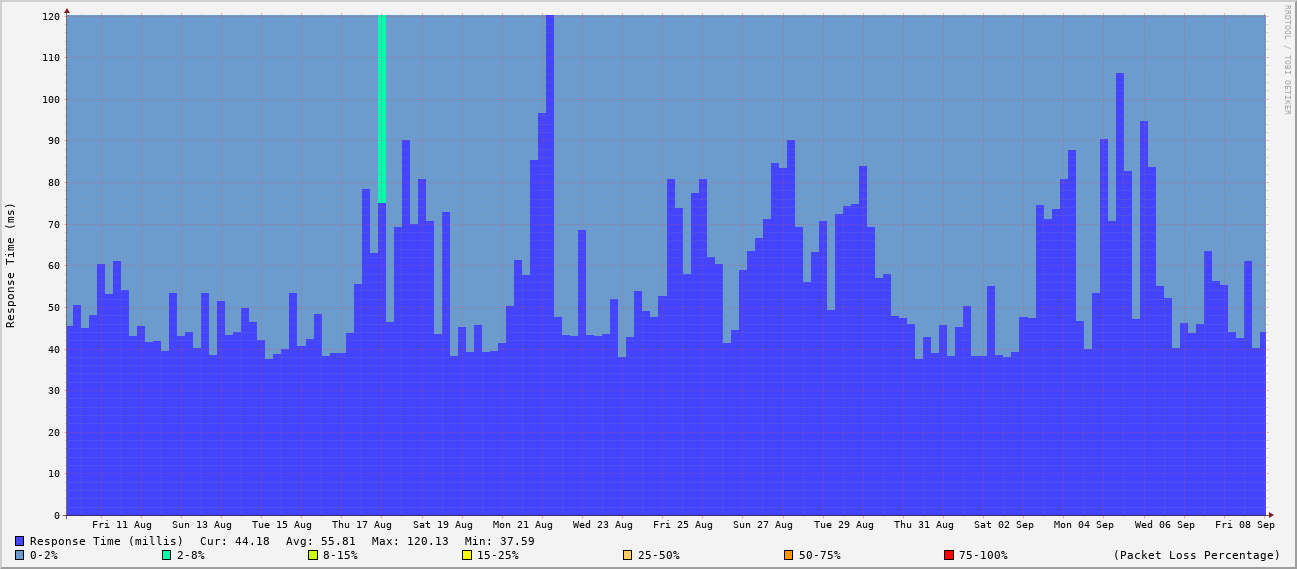 RRDTOOL / TOBI OETIKER
Response Time (ms)
120
110
100
90
80
70
60
50
40
30
20
10
0
Fri 11 Aug Sun 13 Aug Tue 15 Aug Thu 17 Aug Sat 19 Aug Mon 21 Aug Wed 23 Aug Fri 25 Aug Sun 27 Aug Tue 29 Aug Thu 31 Aug Sat 02 Sep Mon 04 Sep Wed 06 Sep Fri 08 Sep
Response Time (millis) Cur: 44.18 Avg: 55.81 Max: 120.13 Min: 37.59
0-2% 2-8% 8-15% 15-25% 25-50% 50-75% 75-100% (Packet Loss Percentage)